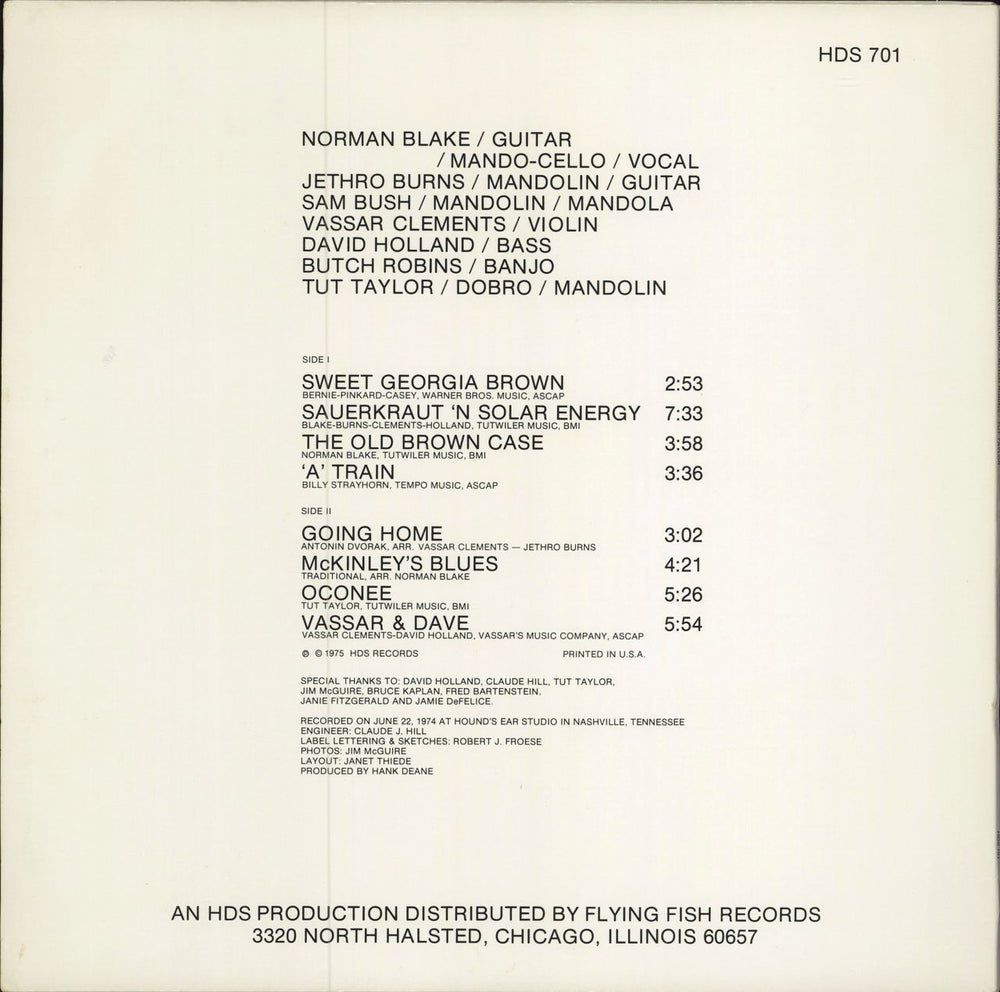 HDS 701
NORMAN BLAKE / GUITAR
/ MANDO-CELLO / VOCAL
JETHRO BURNS / MANDOLIN / GUITAR
SAM BUSH / MANDOLIN / MANDOLA
VASSAR CLEMENTS / VIOLIN
DAVID HOLLAND / BASS
BUTCH ROBINS / BANJO
TUT TAYLOR / DOBRO / MANDOLIN
SIDE I
SWEET GEORGIA BROWN 2:53
BERNIE-PINKARD-CASEY, WARNER BROS. MUSIC, ASCAP
SAUERKRAUT ‘N SOLAR ENERGY 7:33
BLAKE-BURNS-CLEMENTS-HOLLAND, TUTWILER MUSIC, BMI
THE OLD BROWN CASE 3:58
NORMAN BLAKE, TUTWILER MUSIC, BMI
‘A’ TRAIN 3:36
BILLY STRAYHORN, TEMPO MUSIC, ASCAP
SIDE II
GOING HOME 3:02
ANTONIN DVORAK, ARR. VASSAR CLEMENTS — JETHRO BURNS
McKINLEY’S BLUES 4:21
TRADITIONAL, ARR. NORMAN BLAKE
OCONEE 5:26
TUT TAYLOR, TUTWILER MUSIC, BMI
VASSAR & DAVE 5:54
VASSAR CLEMENTS-DAVID HOLLAND, VASSAR’S MUSIC COMPANY, ASCAP
℗ © 1975 HDS RECORDS PRINTED IN U.S.A.
SPECIAL THANKS TO: DAVID HOLLAND, CLAUDE HILL, TUT TAYLOR,
JIM McGUIRE, BRUCE KAPLAN, FRED BARTENSTEIN,
JANIE FITZGERALD AND JAMIE DeFELICE.
RECORDED ON JUNE 22, 1974 AT HOUND’S EAR STUDIO IN NASHVILLE, TENNESSEE
ENGINEER: CLAUDE J. HILL
LABEL LETTERING & SKETCHES: ROBERT J. FROESE
PHOTOS: JIM McGUIRE
LAYOUT: JANET THIEDE
PRODUCED BY HANK DEANE
AN HDS PRODUCTION DISTRIBUTED BY FLYING FISH RECORDS
3320 NORTH HALSTED, CHICAGO, ILLINOIS 60657